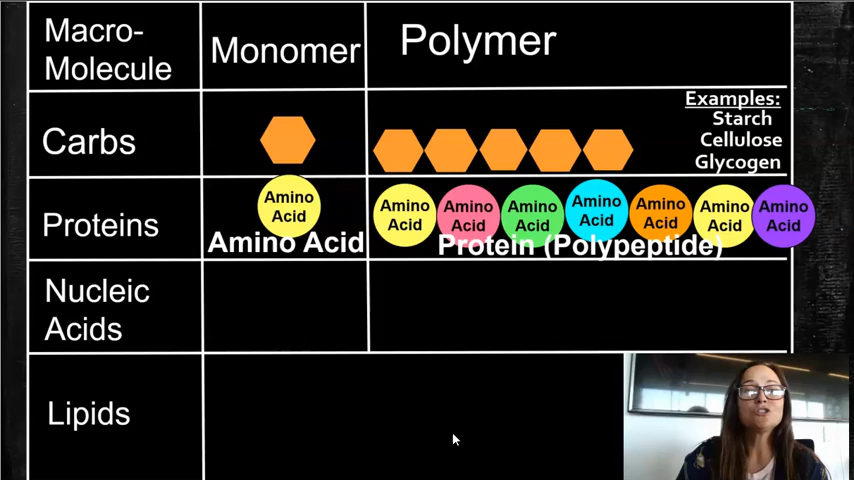 Macro-
Molecule
Monomer
Polymer
Carbs
Examples:
Starch
Cellulose
Glycogen
Proteins
Amino
Acid
Amino Acid
Amino
Acid
Amino
Acid
Amino
Acid
Amino
Acid
Amino
Acid
Amino
Acid
Amino
Acid
Protein (Polypeptide)
Nucleic
Acids
Lipids